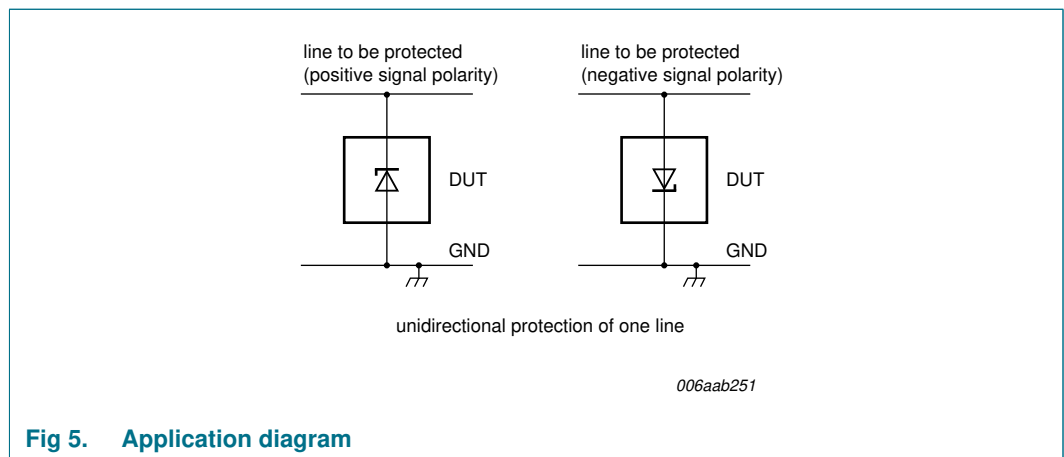 line to be protected
(positive signal polarity)
line to be protected
(negative signal polarity)
DUT
DUT
GND
GND
unidirectional protection of one line
006aab251
Fig 5. Application diagram